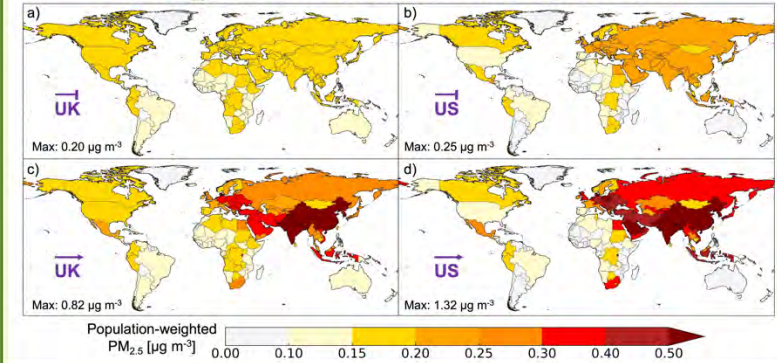 a)
UK
Max: 0.20 µg m⁻³
b)
US
Max: 0.25 µg m⁻³
c)
UK
Max: 0.82 µg m⁻³
d)
US
Max: 1.32 µg m⁻³
Population-weighted
PM₂.₅ [µg m⁻³]
0.00 0.10 0.15 0.20 0.25 0.30 0.40 0.50